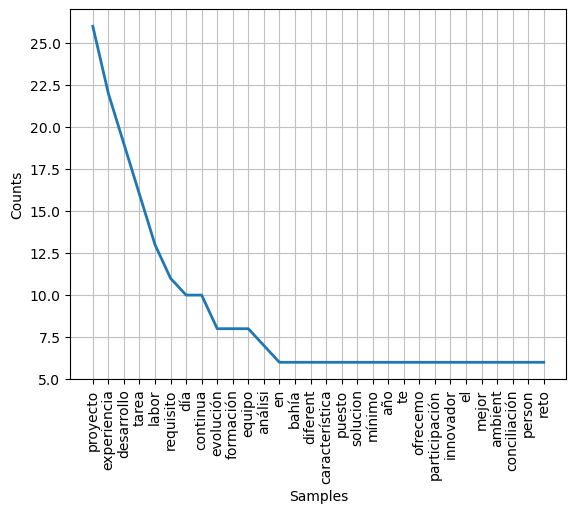 25.0
22.5
20.0
17.5
15.0
12.5
10.0
7.5
5.0
Counts
proyecto
experiencia
desarrollo
tarea
labor
requisito
día
continua
evolución
formación
equipo
análisi
en
bahía
diferent
característica
puesto
solucion
mínimo
año
te
ofrecemo
participación
innovador
el
mejor
ambient
conciliación
person
reto
Samples